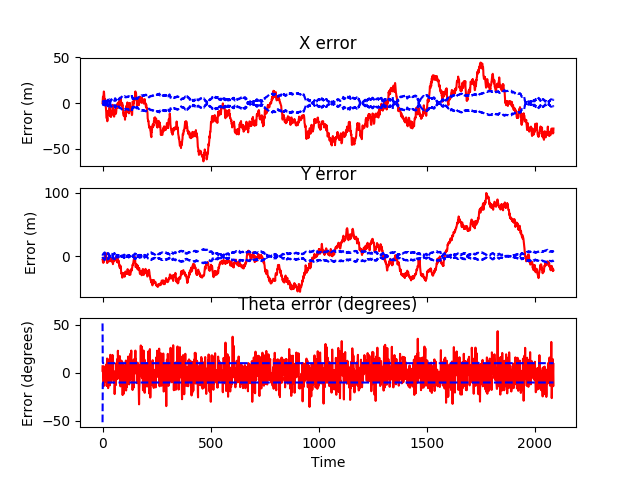 X error
50
0
−50
Error (m)
Y error
100
0
Error (m)
Theta error (degrees)
50
0
−50
Error (degrees)
0
500
1000
1500
2000
Time